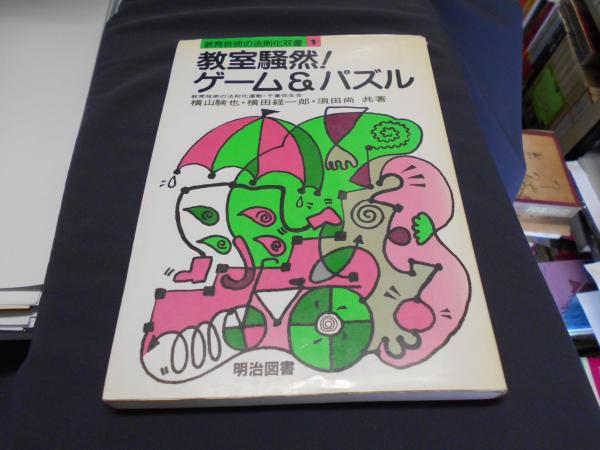 教育技術の法則化双書 1
教室騒然!
ゲーム&パズル
教育技術の法則化運動・千葉弥生会
横山験也・横田経一郎・須田尚 共著
明治図書